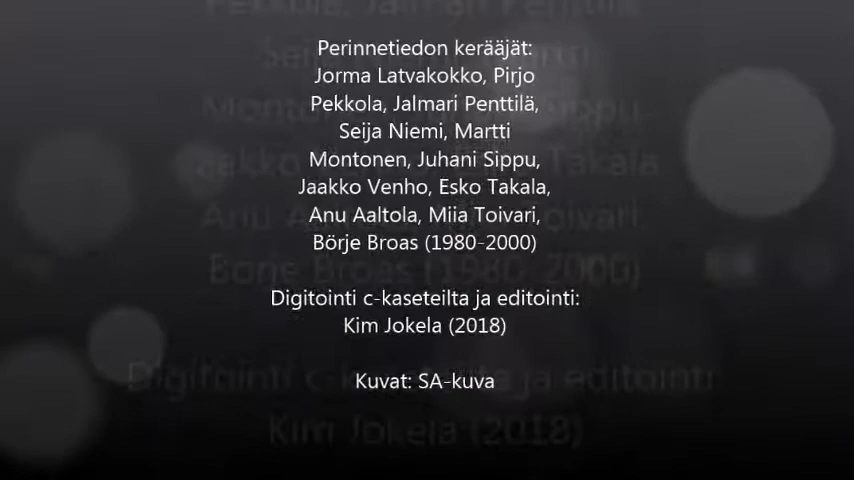 Perinnetiedon kerääjät:
Jorma Latvakokko, Pirjo
Pekkola, Jalmari Penttilä,
Seija Niemi, Martti
Montonen, Juhani Sippu,
Jaakko Venho, Esko Takala,
Anu Aaltola, Miia Toivari,
Börje Broas (1980-2000)
Digitointi c-kaseteilta ja editointi:
Kim Jokela (2018)
Kuvat: SA-kuva